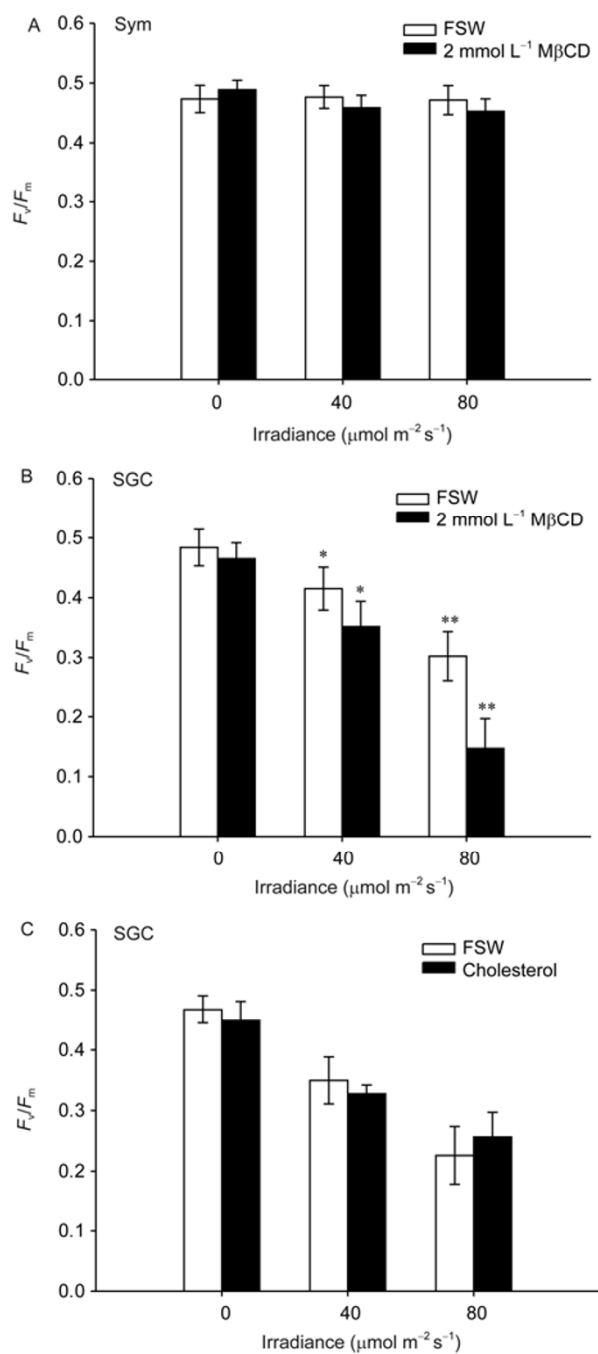 A Sym
FSW
2 mmol L⁻¹ MβCD
0.6
0.5
0.4
0.3
0.2
0.1
0.0
Fv/Fm
0 40 80
Irradiance (μmol m⁻² s⁻¹)
B SGC
FSW
2 mmol L⁻¹ MβCD
0.6
0.5
0.4
0.3
0.2
0.1
0.0
Fv/Fm
* * ** **
0 40 80
Irradiance (μmol m⁻² s⁻¹)
C SGC
FSW
Cholesterol
0.6
0.5
0.4
0.3
0.2
0.1
0.0
Fv/Fm
0 40 80
Irradiance (μmol m⁻² s⁻¹)